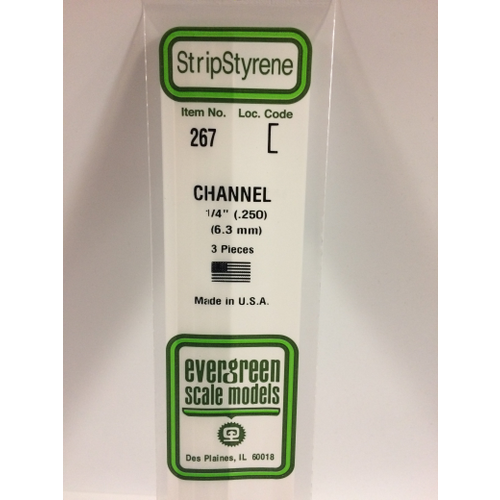 StripStyrene
Item No. Loc. Code
267 [
CHANNEL
1/4" (.250)
(6.3 mm)
3 Pieces
Made in U.S.A.
evergreen
scale models
Des Plaines, IL 60018